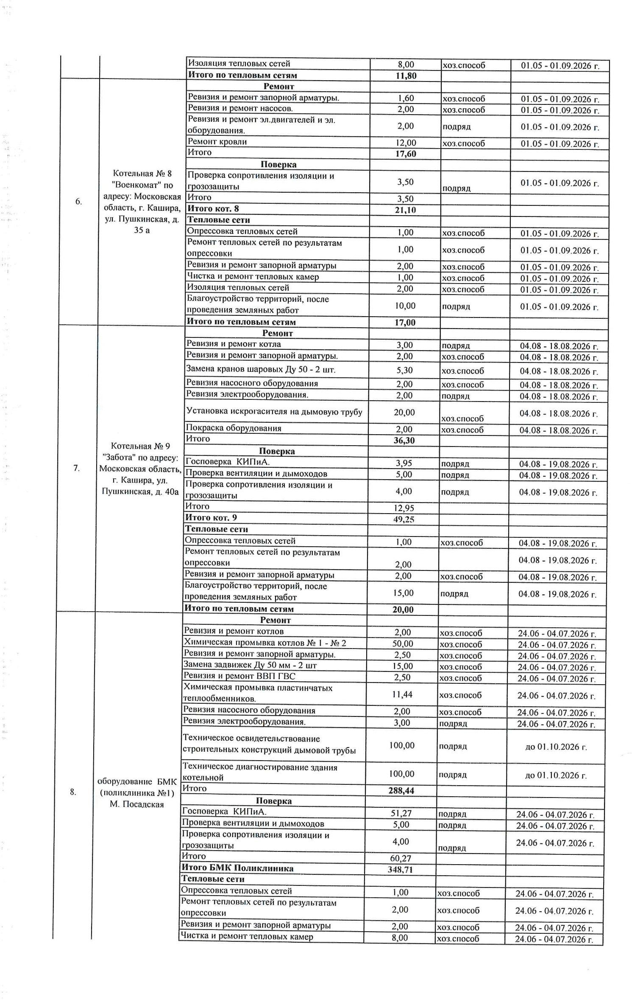 Изоляция тепловых сетей 8,00 хоз.способ 01.05 - 01.09.2026 г.
Итого по тепловым сетям 11,80
6.
Котельная № 8
"Военкомат" по
адресу: Московская
область, г. Кашира,
ул. Пушкинская, д.
35 а
Ремонт
Ревизия и ремонт запорной арматуры. 1,60 хоз.способ 01.05 - 01.09.2026 г.
Ревизия и ремонт насосов. 2,00 хоз.способ 01.05 - 01.09.2026 г.
Ревизия и ремонт эл.двигателей и эл.
оборудования. 2,00 подряд 01.05 - 01.09.2026 г.
Ремонт кровли 12,00 хоз.способ 01.05 - 01.09.2026 г.
Итого 17,60
Поверка
Проверка сопротивления изоляции и
грозозащиты 3,50 подряд 01.05 - 01.09.2026 г.
Итого 3,50
Итого кот. 8 21,10
Тепловые сети
Опрессовка тепловых сетей 1,00 хоз.способ 01.05 - 01.09.2026 г.
Ремонт тепловых сетей по результатам
опрессовки 1,00 хоз.способ 01.05 - 01.09.2026 г.
Ревизия и ремонт запорной арматуры 2,00 хоз.способ 01.05 - 01.09.2026 г.
Чистка и ремонт тепловых камер 1,00 хоз.способ 01.05 - 01.09.2026 г.
Изоляция тепловых сетей 2,00 хоз.способ 01.05 - 01.09.2026 г.
Благоустройство территорий, после
проведения земляных работ 10,00 подряд 01.05 - 01.09.2026 г.
Итого по тепловым сетям 17,00
7.
Котельная № 9
"Забота" по адресу:
Московская область,
г. Кашира, ул.
Пушкинская, д. 40а
Ремонт
Ревизия и ремонт котла 3,00 подряд 04.08 - 18.08.2026 г.
Ревизия и ремонт запорной арматуры. 2,00 хоз.способ 04.08 - 18.08.2026 г.
Замена кранов шаровых Ду 50 - 2 шт. 5,30 хоз.способ 04.08 - 18.08.2026 г.
Ревизия насосного оборудования 2,00 хоз.способ 04.08 - 18.08.2026 г.
Ревизия электрооборудования. 2,00 подряд 04.08 - 18.08.2026 г.
Установка искрогасителя на дымовую трубу 20,00 хоз.способ 04.08 - 18.08.2026 г.
Покраска оборудования 2,00 хоз.способ 04.08 - 18.08.2026 г.
Итого 36,30
Поверка
Госповерка КИПиА. 3,95 подряд 04.08 - 19.08.2026 г.
Проверка вентиляции и дымоходов 5,00 подряд 04.08 - 19.08.2026 г.
Проверка сопротивления изоляции и
грозозащиты 4,00 подряд 04.08 - 19.08.2026 г.
Итого 12,95
Итого кот. 9 49,25
Тепловые сети
Опрессовка тепловых сетей 1,00 хоз.способ 04.08 - 19.08.2026 г.
Ремонт тепловых сетей по результатам
опрессовки 2,00 04.08 - 19.08.2026 г.
Ревизия и ремонт запорной арматуры 2,00 хоз.способ 04.08 - 19.08.2026 г.
Благоустройство территорий, после
проведения земляных работ 15,00 подряд 04.08 - 19.08.2026 г.
Итого по тепловым сетям 20,00
8.
оборудование БМК
(поликлиника №1)
М. Посадская
Ремонт
Ревизия и ремонт котлов 2,00 хоз.способ 24.06 - 04.07.2026 г.
Химическая промывка котлов № 1 - № 2 50,00 хоз.способ 24.06 - 04.07.2026 г.
Ревизия и ремонт запорной арматуры. 2,50 хоз.способ 24.06 - 04.07.2026 г.
Замена задвижек Ду 50 мм - 2 шт 15,00 хоз.способ 24.06 - 04.07.2026 г.
Ревизия и ремонт ВВП ГВС 2,50 хоз.способ 24.06 - 04.07.2026 г.
Химическая промывка пластинчатых
теплообменников. 11,44 хоз.способ 24.06 - 04.07.2026 г.
Ревизия насосного оборудования 2,00 хоз.способ 24.06 - 04.07.2026 г.
Ревизия электрооборудования. 3,00 подряд 24.06 - 04.07.2026 г.
Техническое освидетельствование
строительных конструкций дымовой трубы 100,00 подряд до 01.10.2026 г.
Техническое диагностирование здания
котельной 100,00 подряд до 01.10.2026 г.
Итого 288,44
Поверка
Госповерка КИПиА. 51,27 подряд 24.06 - 04.07.2026 г.
Проверка вентиляции и дымоходов 5,00 подряд 24.06 - 04.07.2026 г.
Проверка сопротивления изоляции и
грозозащиты 4,00 подряд 24.06 - 04.07.2026 г.
Итого 60,27
Итого БМК Поликлиника 348,71
Тепловые сети
Опрессовка тепловых сетей 1,00 хоз.способ 24.06 - 04.07.2026 г.
Ремонт тепловых сетей по результатам
опрессовки 2,00 хоз.способ 24.06 - 04.07.2026 г.
Ревизия и ремонт запорной арматуры 2,00 хоз.способ 24.06 - 04.07.2026 г.
Чистка и ремонт тепловых камер 8,00 хоз.способ 24.06 - 04.07.2026 г.